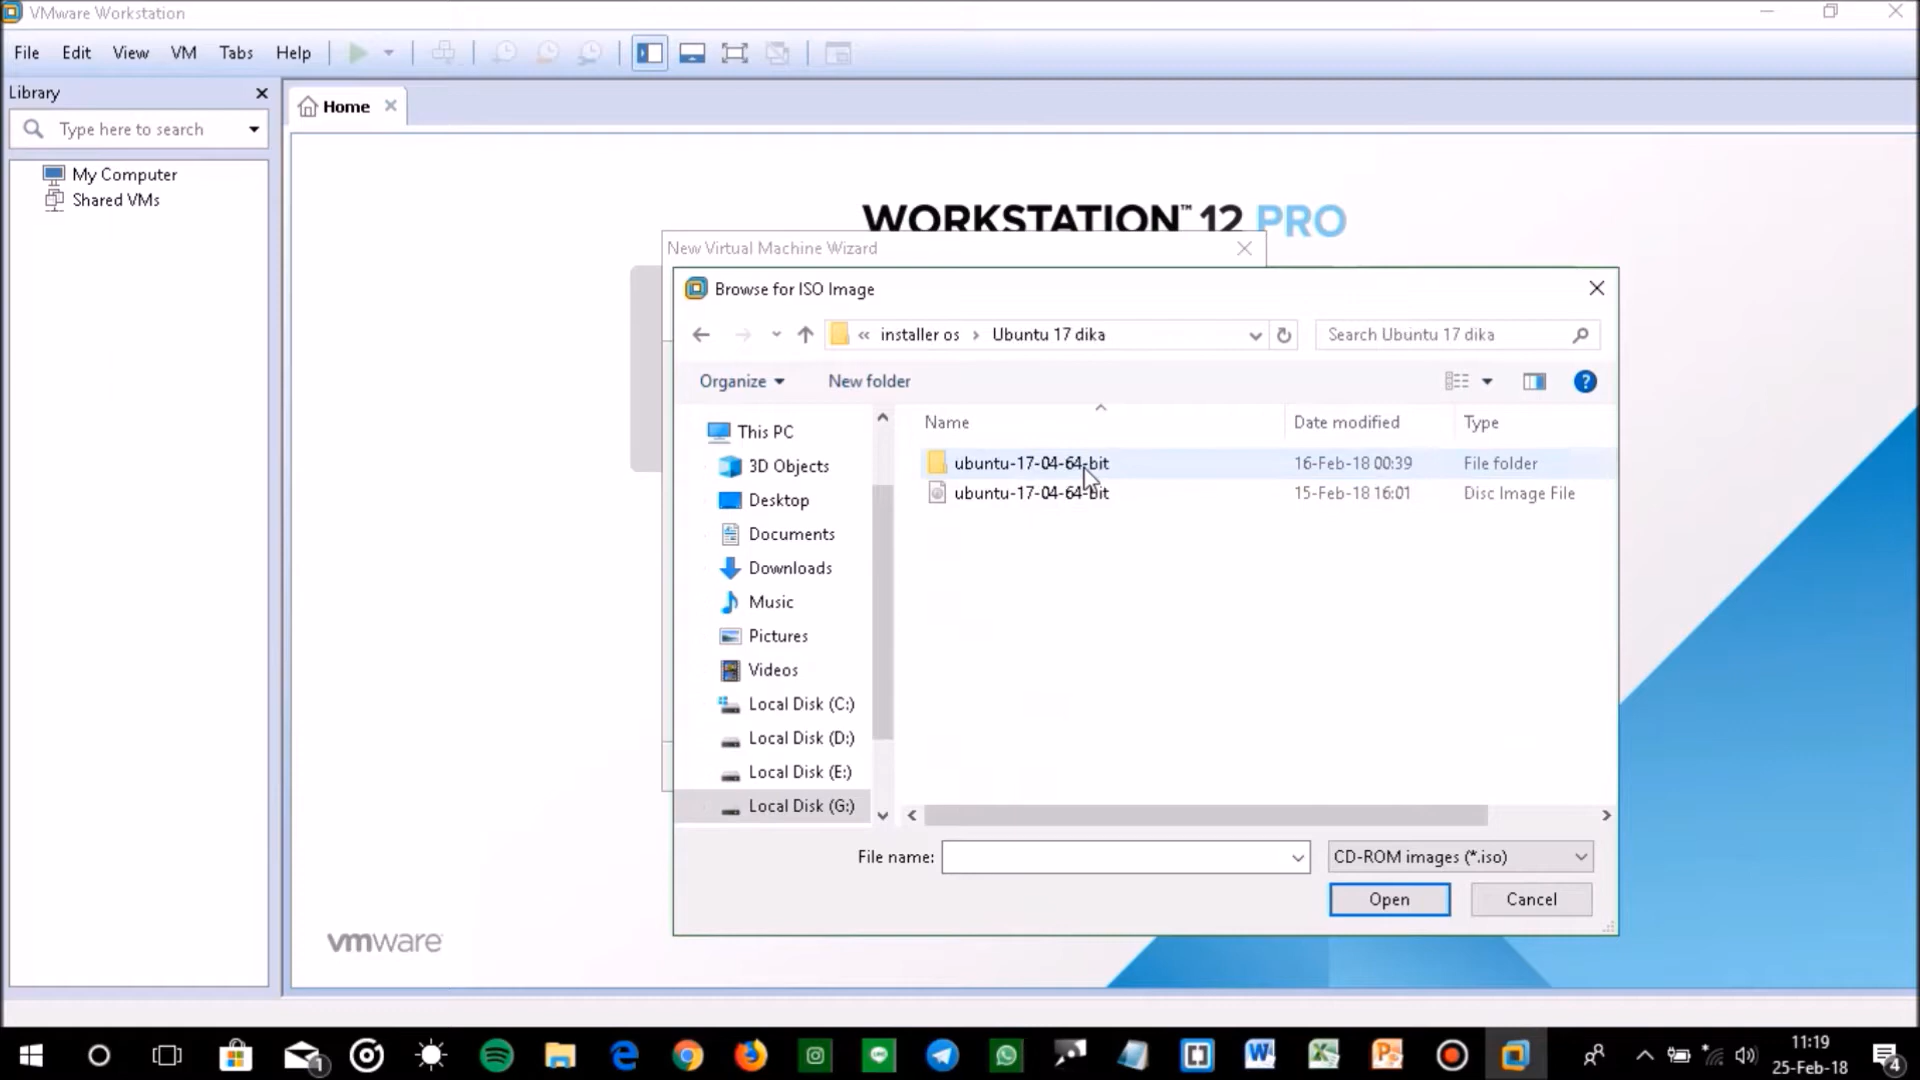 VMware Workstation
File Edit View VM Tabs Help
Library
Home
Type here to search
My Computer
Shared VMs
WORKSTATION™ 12 PRO
New Virtual Machine Wizard
Browse for ISO Image
« installer os > Ubuntu 17 dika
Search Ubuntu 17 dika
Organize
New folder
Name Date modified Type
ubuntu-17-04-64-bit 16-Feb-18 00:39 File folder
ubuntu-17-04-64-bit 15-Feb-18 16:01 Disc Image File
This PC
3D Objects
Desktop
Documents
Downloads
Music
Pictures
Videos
Local Disk (C:)
Local Disk (D:)
Local Disk (E:)
Local Disk (G:)
File name:
CD-ROM images (*.iso)
Open
Cancel
vmware
1
11:19
25-Feb-18
4